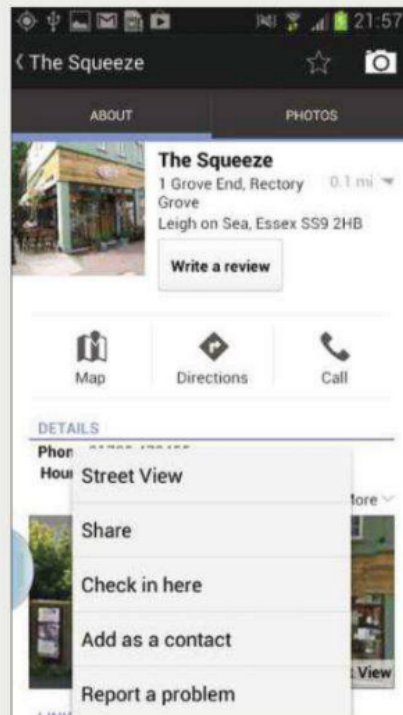 21:57
The Squeeze
ABOUT
PHOTOS
The Squeeze
1 Grove End, Rectory
Grove
0.1 mi
Leigh on Sea, Essex SS9 2HB
Write a review
Map
Directions
Call
DETAILS
Phon
Hour
More
Street View
Share
Check in here
Add as a contact
View
Report a problem